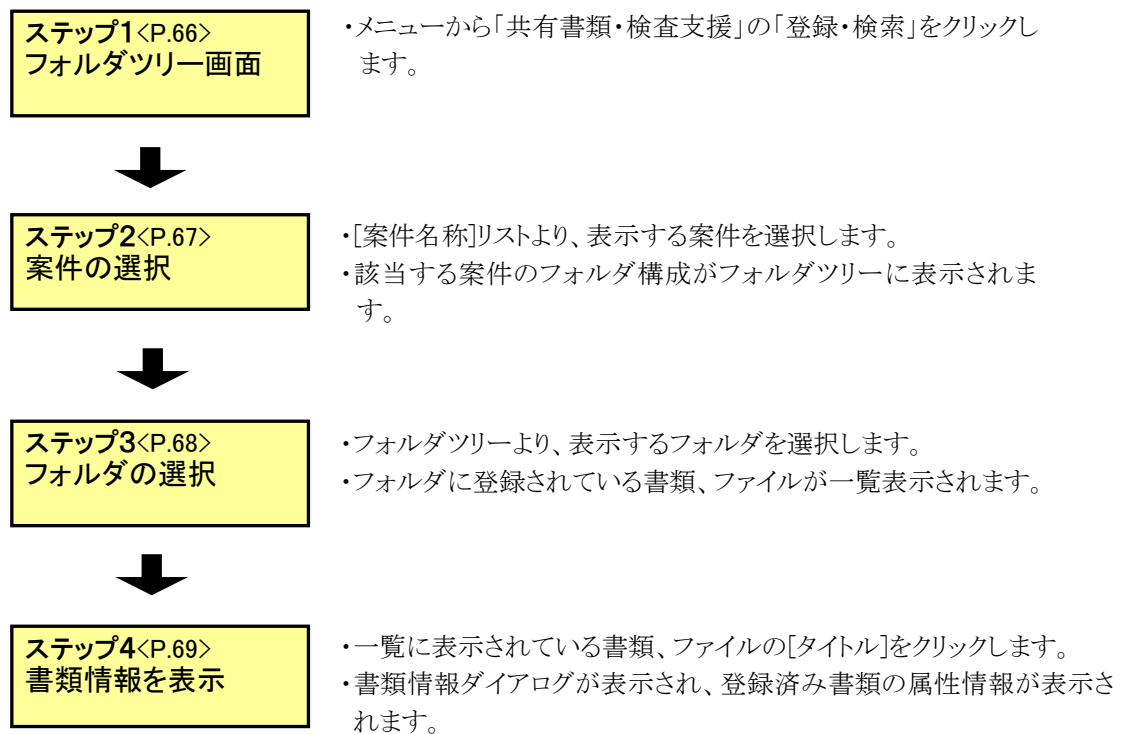 ステップ1<P.66>
フォルダツリー画面
・メニューから「共有書類・検査支援」の「登録・検索」をクリックし
ます。
ステップ2<P.67>
案件の選択
・[案件名称]リストより、表示する案件を選択します。
・該当する案件のフォルダ構成がフォルダツリーに表示されま
す。
ステップ3<P.68>
フォルダの選択
・フォルダツリーより、表示するフォルダを選択します。
・フォルダに登録されている書類、ファイルが一覧表示されます。
ステップ4<P.69>
書類情報を表示
・一覧に表示されている書類、ファイルの[タイトル]をクリックします。
・書類情報ダイアログが表示され、登録済み書類の属性情報が表示さ
れます。